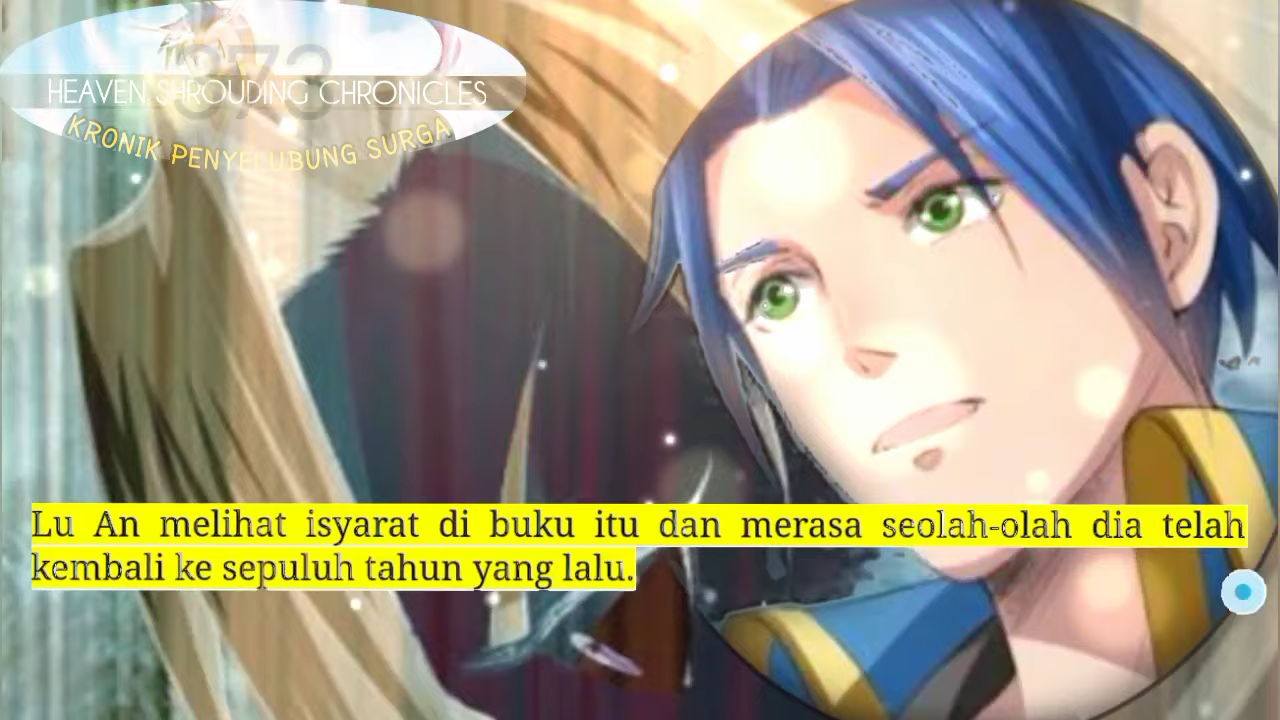 273
HEAVEN SHROUDING CHRONICLES
KRONIK PENYELUBUNG SURGA
Lu An melihat isyarat di buku itu dan merasa seolah-olah dia telah
kembali ke sepuluh tahun yang lalu.